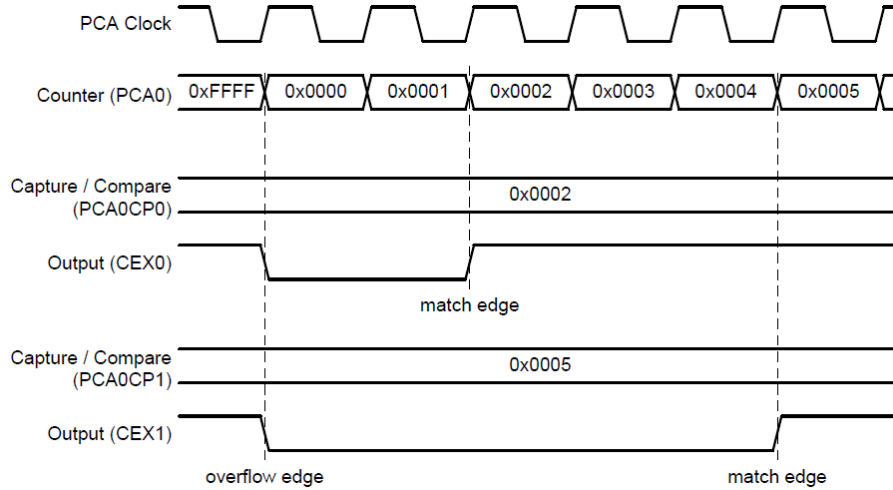 PCA Clock
Counter (PCA0)
0xFFFF 0x0000 0x0001 0x0002 0x0003 0x0004 0x0005
Capture / Compare
(PCA0CP0)
0x0002
Output (CEX0)
match edge
Capture / Compare
(PCA0CP1)
0x0005
Output (CEX1)
overflow edge
match edge